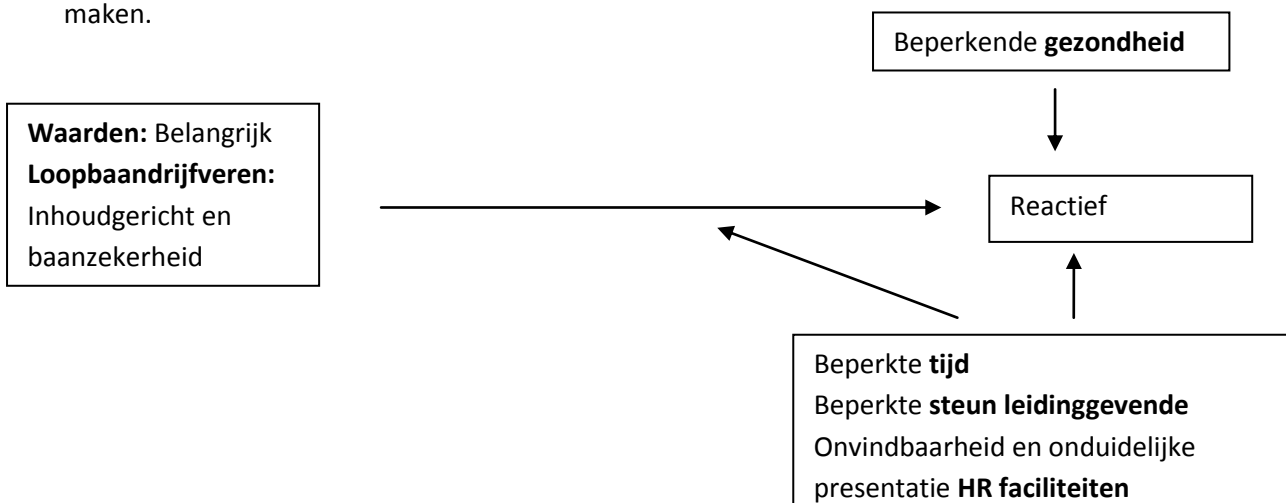 maken.
Beperkende gezondheid
Waarden: Belangrijk
Loopbaandrijfveren:
Inhoudgericht en
baanzekerheid
Reactief
Beperkte tijd
Beperkte steun leidinggevende
Onvindbaarheid en onduidelijke
presentatie HR faciliteiten